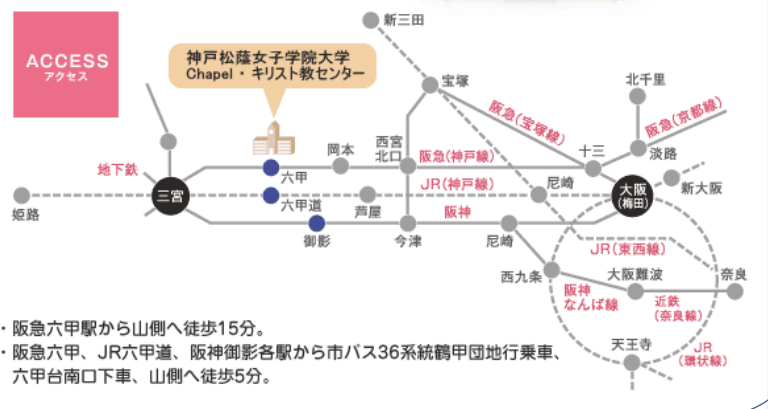 ACCESS
アクセス
神戸松蔭女子学院大学
Chapel・キリスト教センター
新三田
宝塚
北千里
阪急(宝塚線)
阪急(京都線)
地下鉄
岡本
西宮
北口
阪急(神戸線)
十三
淡路
六甲
三宮
JR(神戸線)
尼崎
大阪
(梅田)
新大阪
姫路
六甲道
芦屋
阪神
御影
今津
尼崎
JR(東西線)
西九条
大阪難波
奈良
阪神
なんば線
近鉄
(奈良線)
天王寺
JR
(環状線)
・阪急六甲駅から山側へ徒歩15分。
・阪急六甲、JR六甲道、阪神御影各駅から市バス36系統鶴甲団地行乗車、
六甲台南口下車、山側へ徒歩5分。